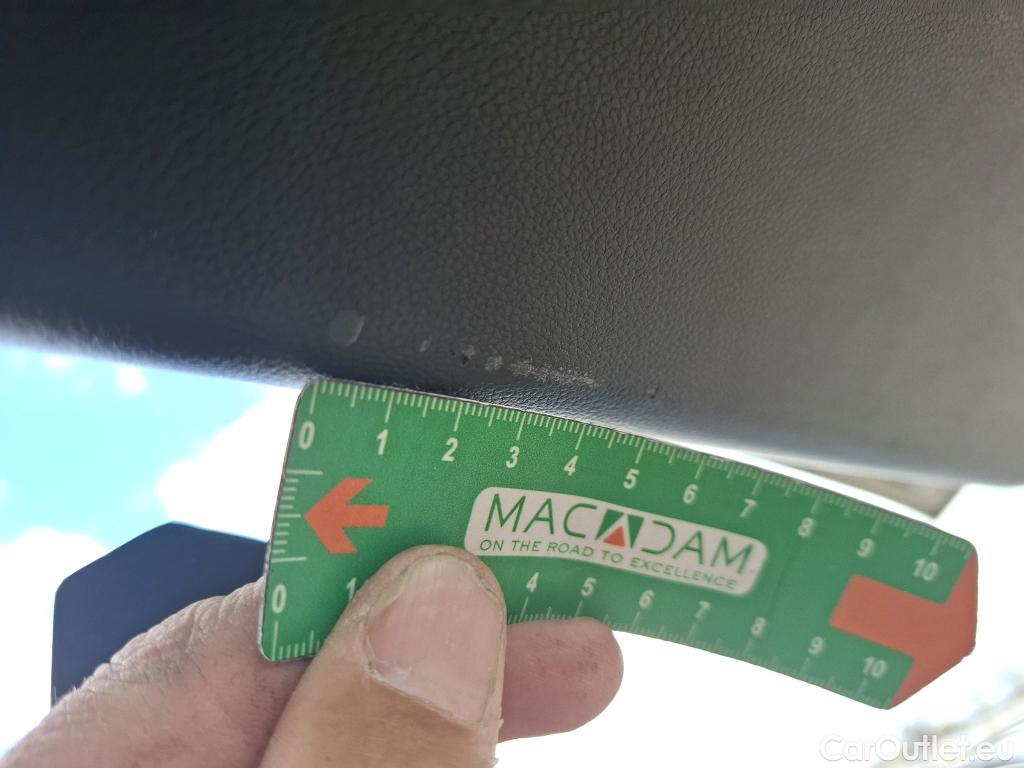 0 1 2 3 4 5 6 7 8 9 10
MACADAM
ON THE ROAD TO EXCELLENCE
0 1 4 5 6 7 8 9 10
CarOutlet.eu